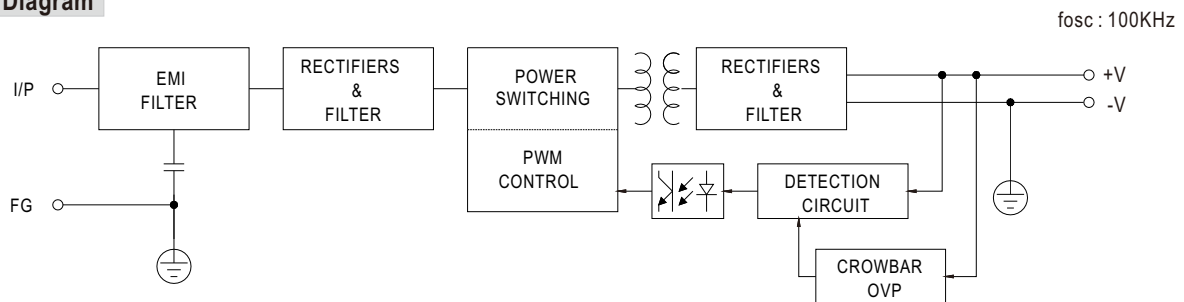 Diagram
fosc : 100KHz
I/P
EMI
FILTER
RECTIFIERS
&
FILTER
POWER
SWITCHING
PWM
CONTROL
RECTIFIERS
&
FILTER
+V
-V
DETECTION
CIRCUIT
CROWBAR
OVP
FG